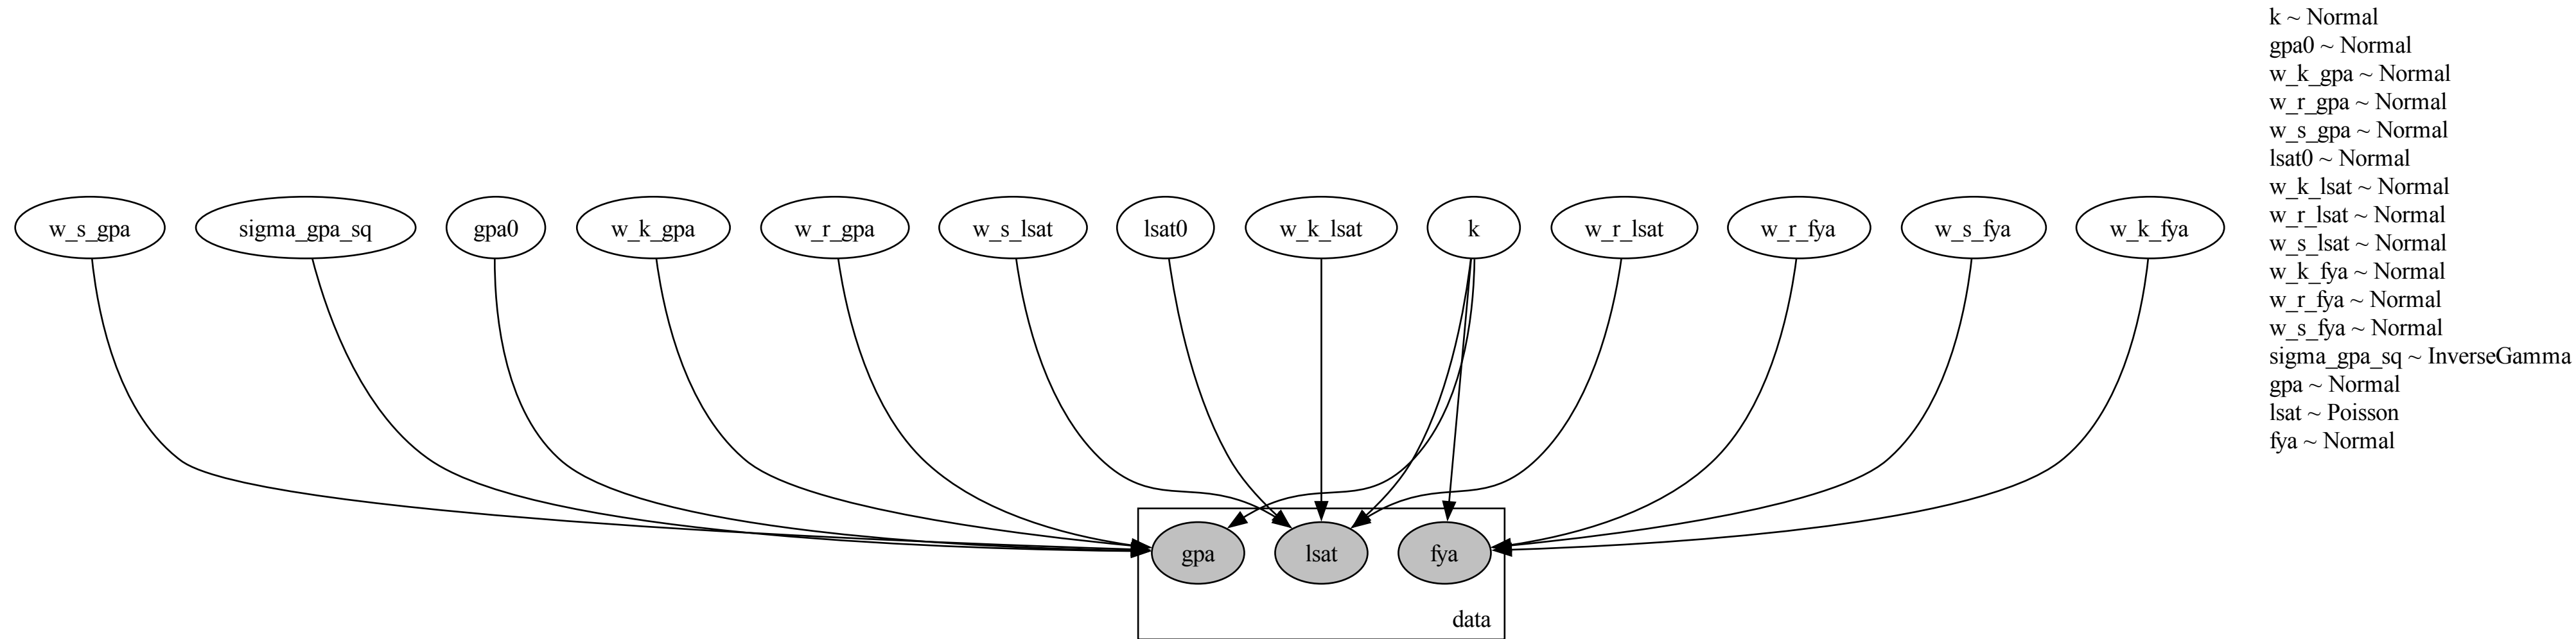 k ~ Normal
gpa0 ~ Normal
w_k_gpa ~ Normal
w_r_gpa ~ Normal
w_s_gpa ~ Normal
lsat0 ~ Normal
w_k_lsat ~ Normal
w_r_lsat ~ Normal
w_s_lsat ~ Normal
w_k_fya ~ Normal
w_r_fya ~ Normal
w_s_fya ~ Normal
sigma_gpa_sq ~ InverseGamma
gpa ~ Normal
lsat ~ Poisson
fya ~ Normal
w_s_gpa
sigma_gpa_sq
gpa0
w_k_gpa
w_r_gpa
w_s_lsat
lsat0
w_k_lsat
k
w_r_lsat
w_r_fya
w_s_fya
w_k_fya
gpa
lsat
fya
data